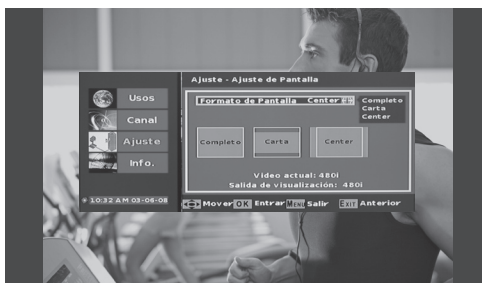 Ajuste - Ajuste de Pantalla
Usos
Canal
Ajuste
Info.
10:32 AM 03-06-08
Formato de Pantalla Center
Completo
Carta
Center
Completo Carta Center
Video actual: 480i
Salida de visualización: 480i
Mover OK Entrar MENU Salir EXIT Anterior